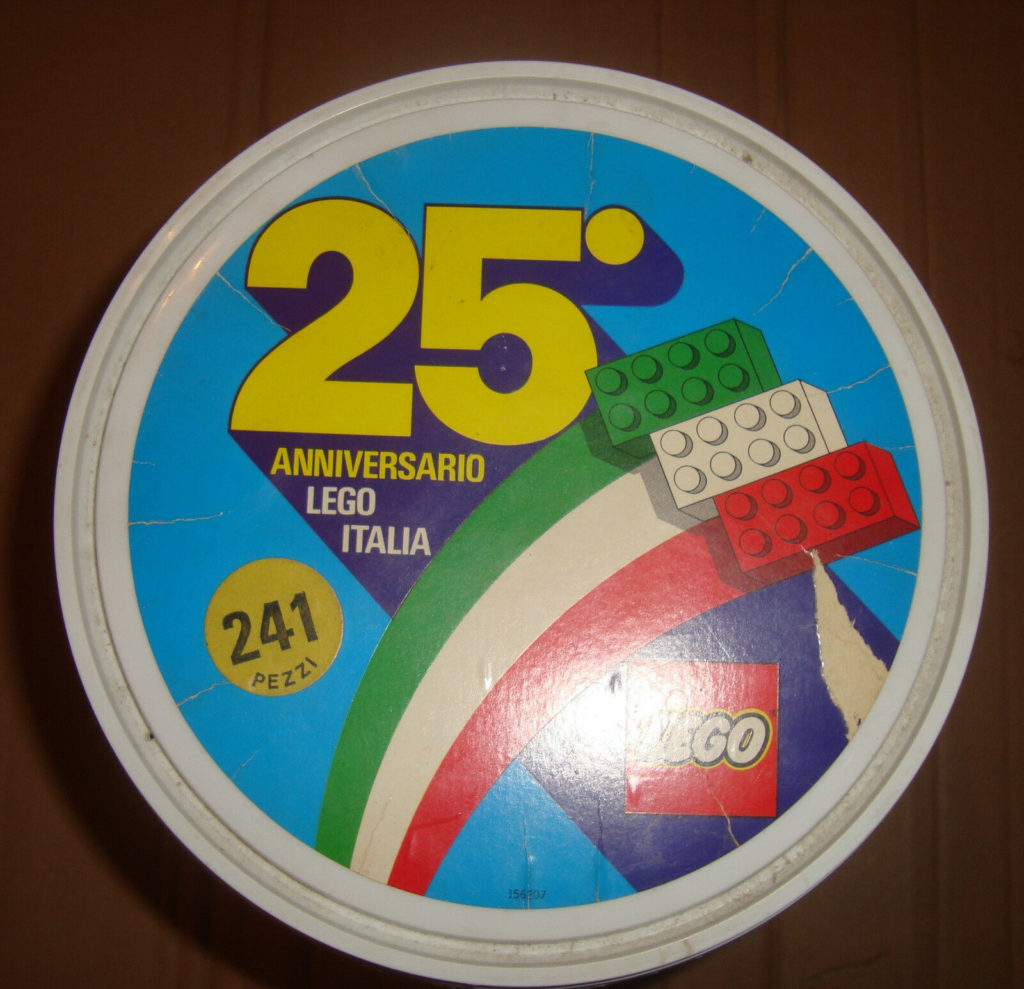 25°
ANNIVERSARIO
LEGO
ITALIA
241
PEZZI
LEGO
156207